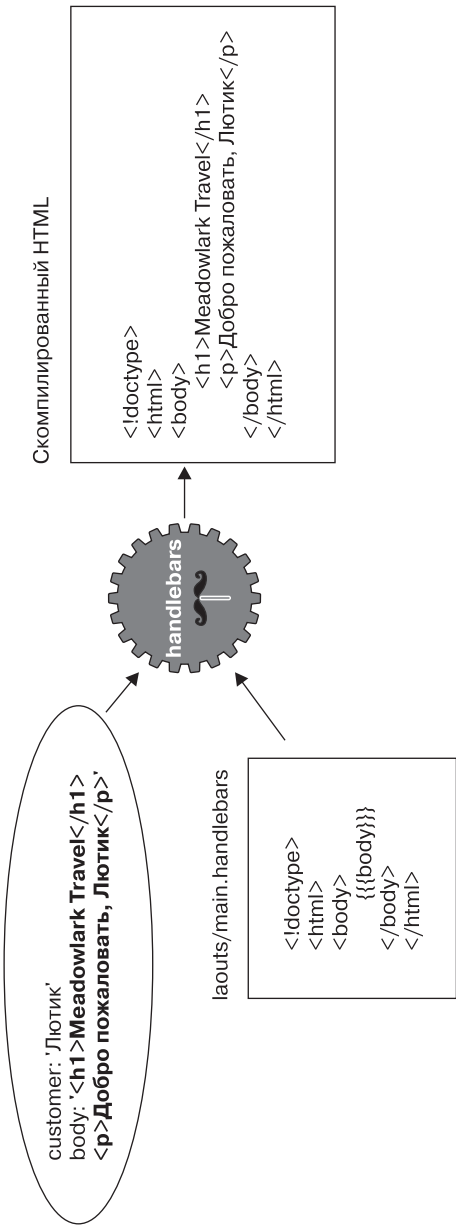 customer: 'Лютик'
body: '<h1>Meadowlark Travel</h1>
<p>Добро пожаловать, Лютик</p>'
laouts/main.handlebars
<!doctype>
<html>
<body>
{{{body}}}
</body>
</html>
handlebars
Скомпилированный HTML
<!doctype>
<html>
<body>
<h1>Meadowlark Travel</h1>
<p>Добро пожаловать, Лютик</p>
</body>
</html>